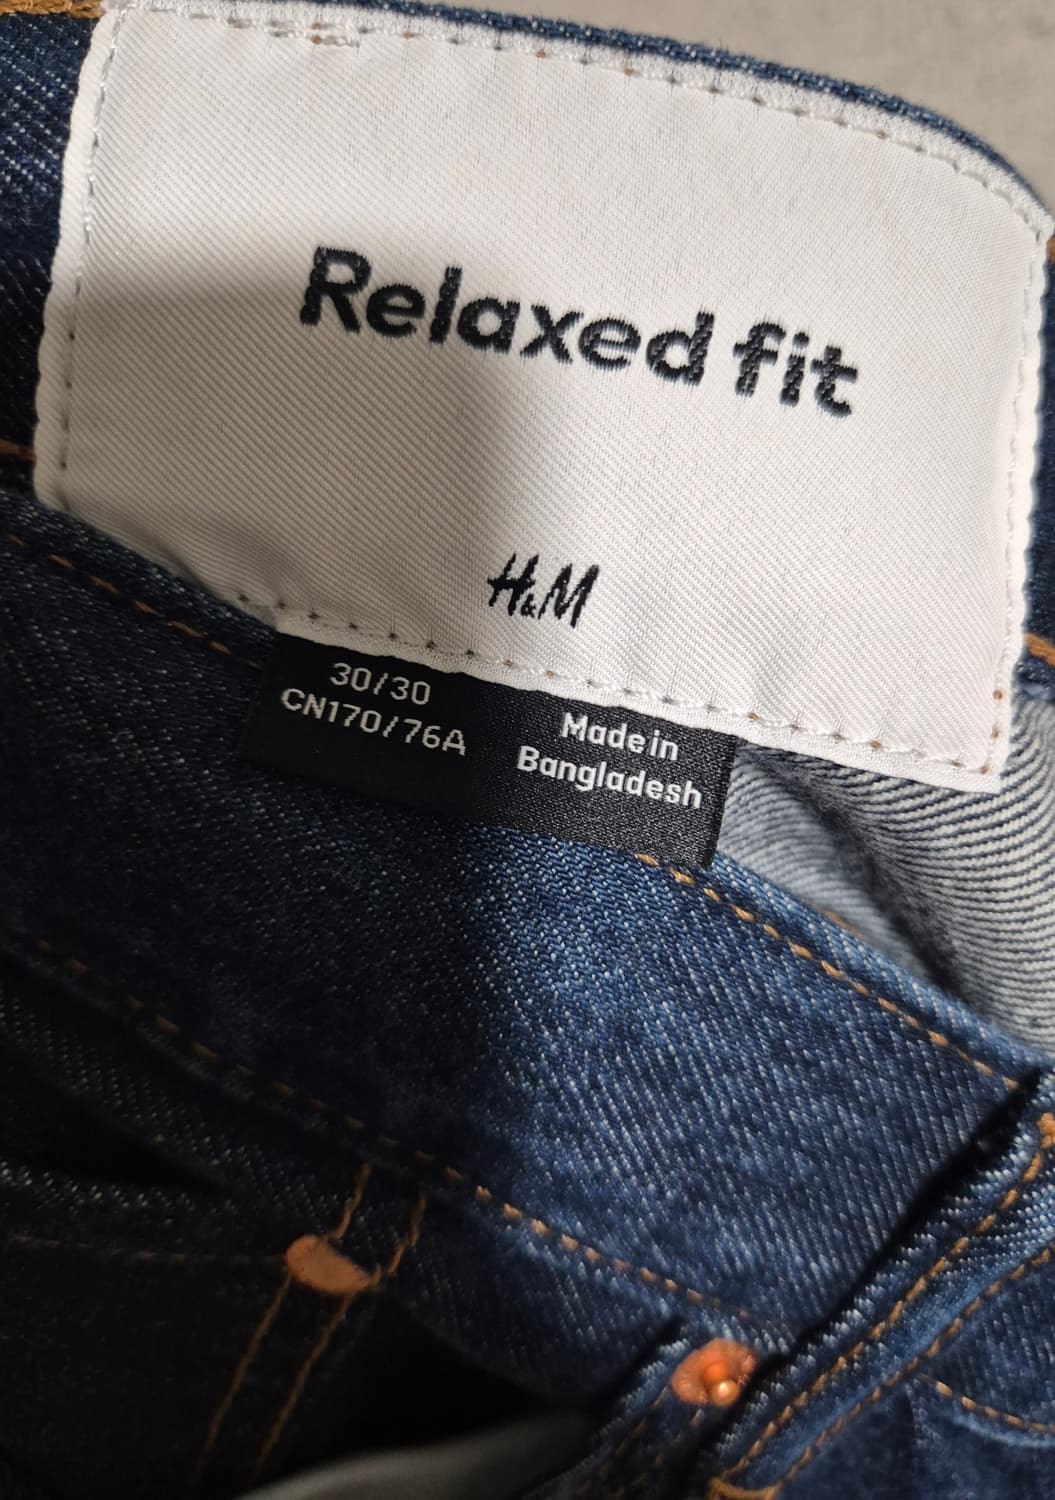 Relaxed fit
H&M
30/30
CN170/76A
Made in
Bangladesh